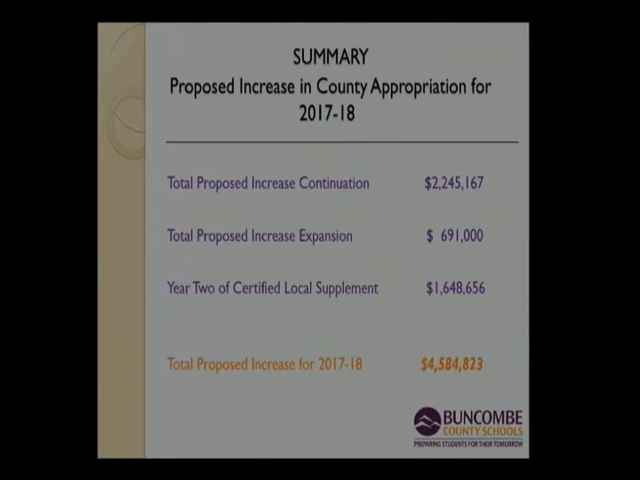 SUMMARY
Proposed Increase in County Appropriation for
2017-18
Total Proposed Increase Continuation $2,245,167
Total Proposed Increase Expansion $ 691,000
Year Two of Certified Local Supplement $1,648,656
Total Proposed Increase for 2017-18 $4,584,823
BUNCOMBE
COUNTY SCHOOLS
PREPARING STUDENTS FOR THEIR TOMORROW